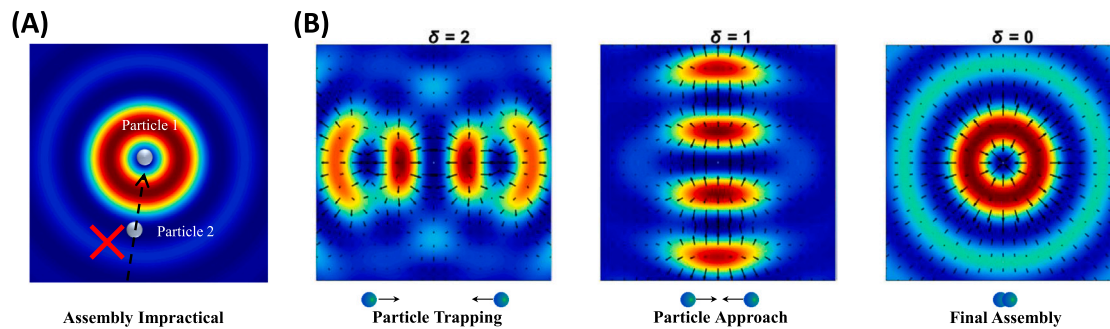 (A)
Particle 1
Particle 2
Assembly Impractical
(B)
δ = 2
Particle Trapping
δ = 1
Particle Approach
δ = 0
Final Assembly